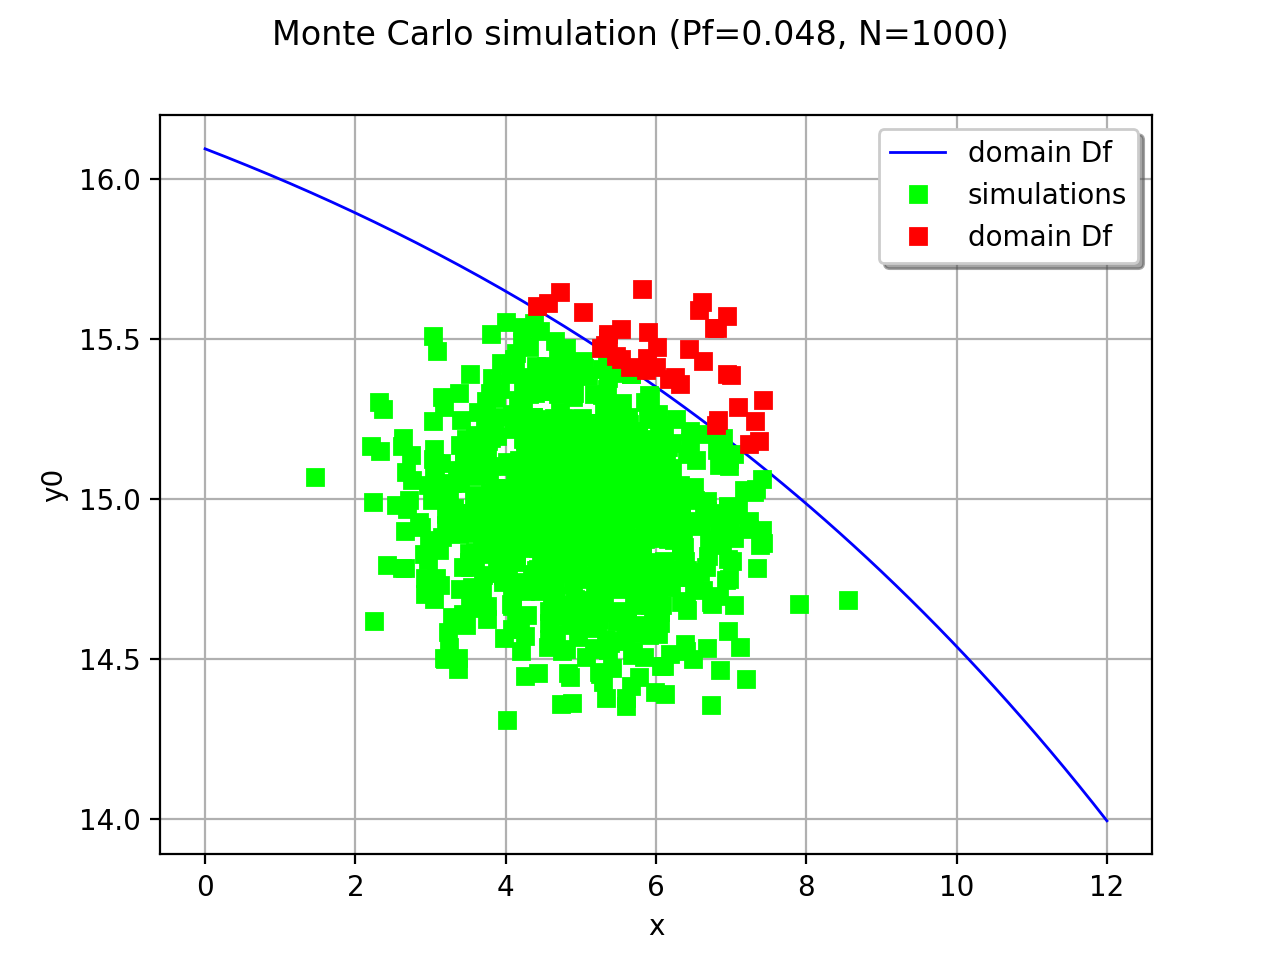 Monte Carlo simulation (Pf=0.048, N=1000)
domain Df
simulations
domain Df
16.0
15.5
15.0
14.5
14.0
y0
0 2 4 6 8 10 12
x